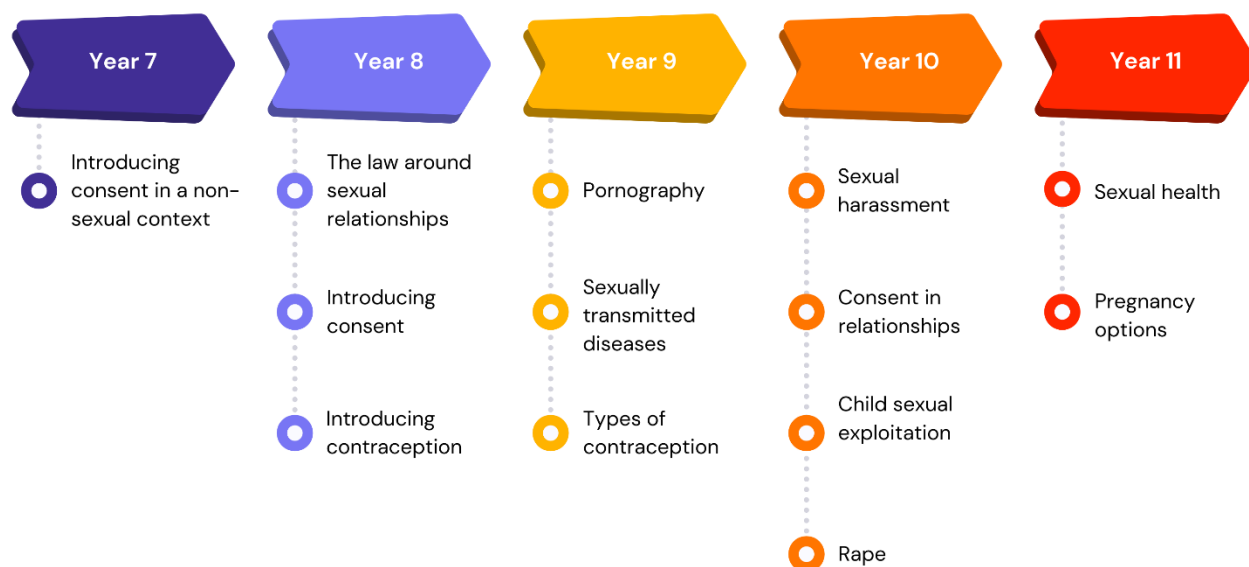 Year 7
Introducing
consent in a non-
sexual context
Year 8
The law around
sexual
relationships
Introducing
consent
Introducing
contraception
Year 9
Pornography
Sexually
transmitted
diseases
Types of
contraception
Year 10
Sexual
harassment
Consent in
relationships
Child sexual
exploitation
Rape
Year 11
Sexual health
Pregnancy
options